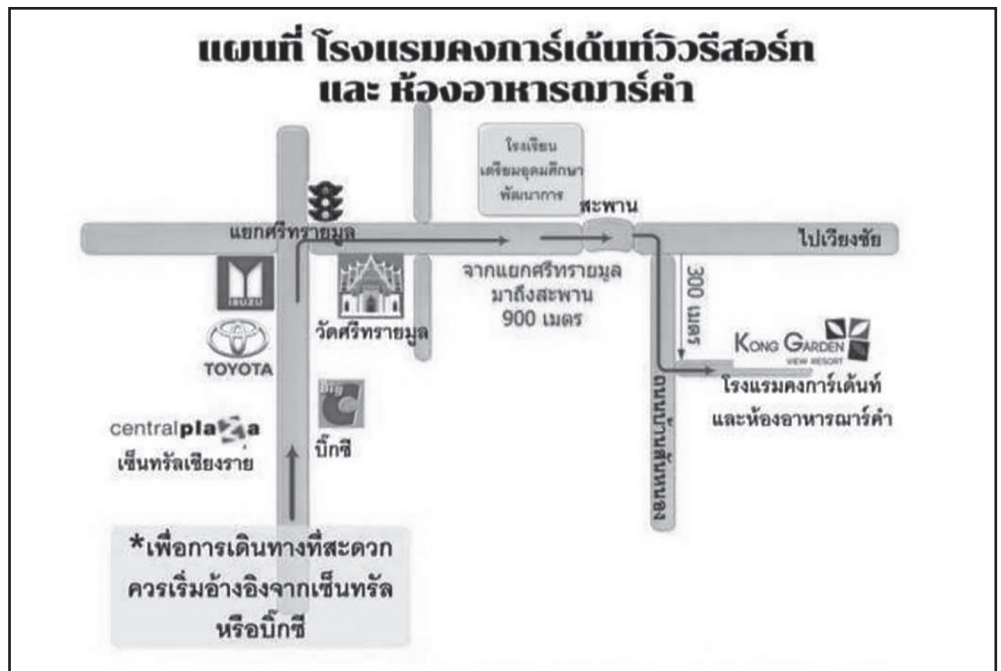 แผนที่ โรงแรมคงการ์เด้นท์วิวรีสอร์ท
และ ห้องอาหารฌาร์คำ
โรงเรียน
เตรียมอุดมศึกษา
พัฒนาการ
สะพาน
แยกศรีทรายมูล
ไปเวียงชัย
ISUZU
วัดศรีทรายมูล
จากแยกศรีทรายมูล
มาถึงสะพาน
900 เมตร
300 เมตร
TOYOTA
KONG GARDEN
VIEW RESORT
โรงแรมคงการ์เด้นท์
และห้องอาหารฌาร์คำ
Big C
บิ๊กซี
centralplaza
เซ็นทรัลเชียงราย
ถนนบ้านสันหนอง
*เพื่อการเดินทางที่สะดวก
ควรเริ่มอ้างอิงจากเซ็นทรัล
หรือบิ๊กซี